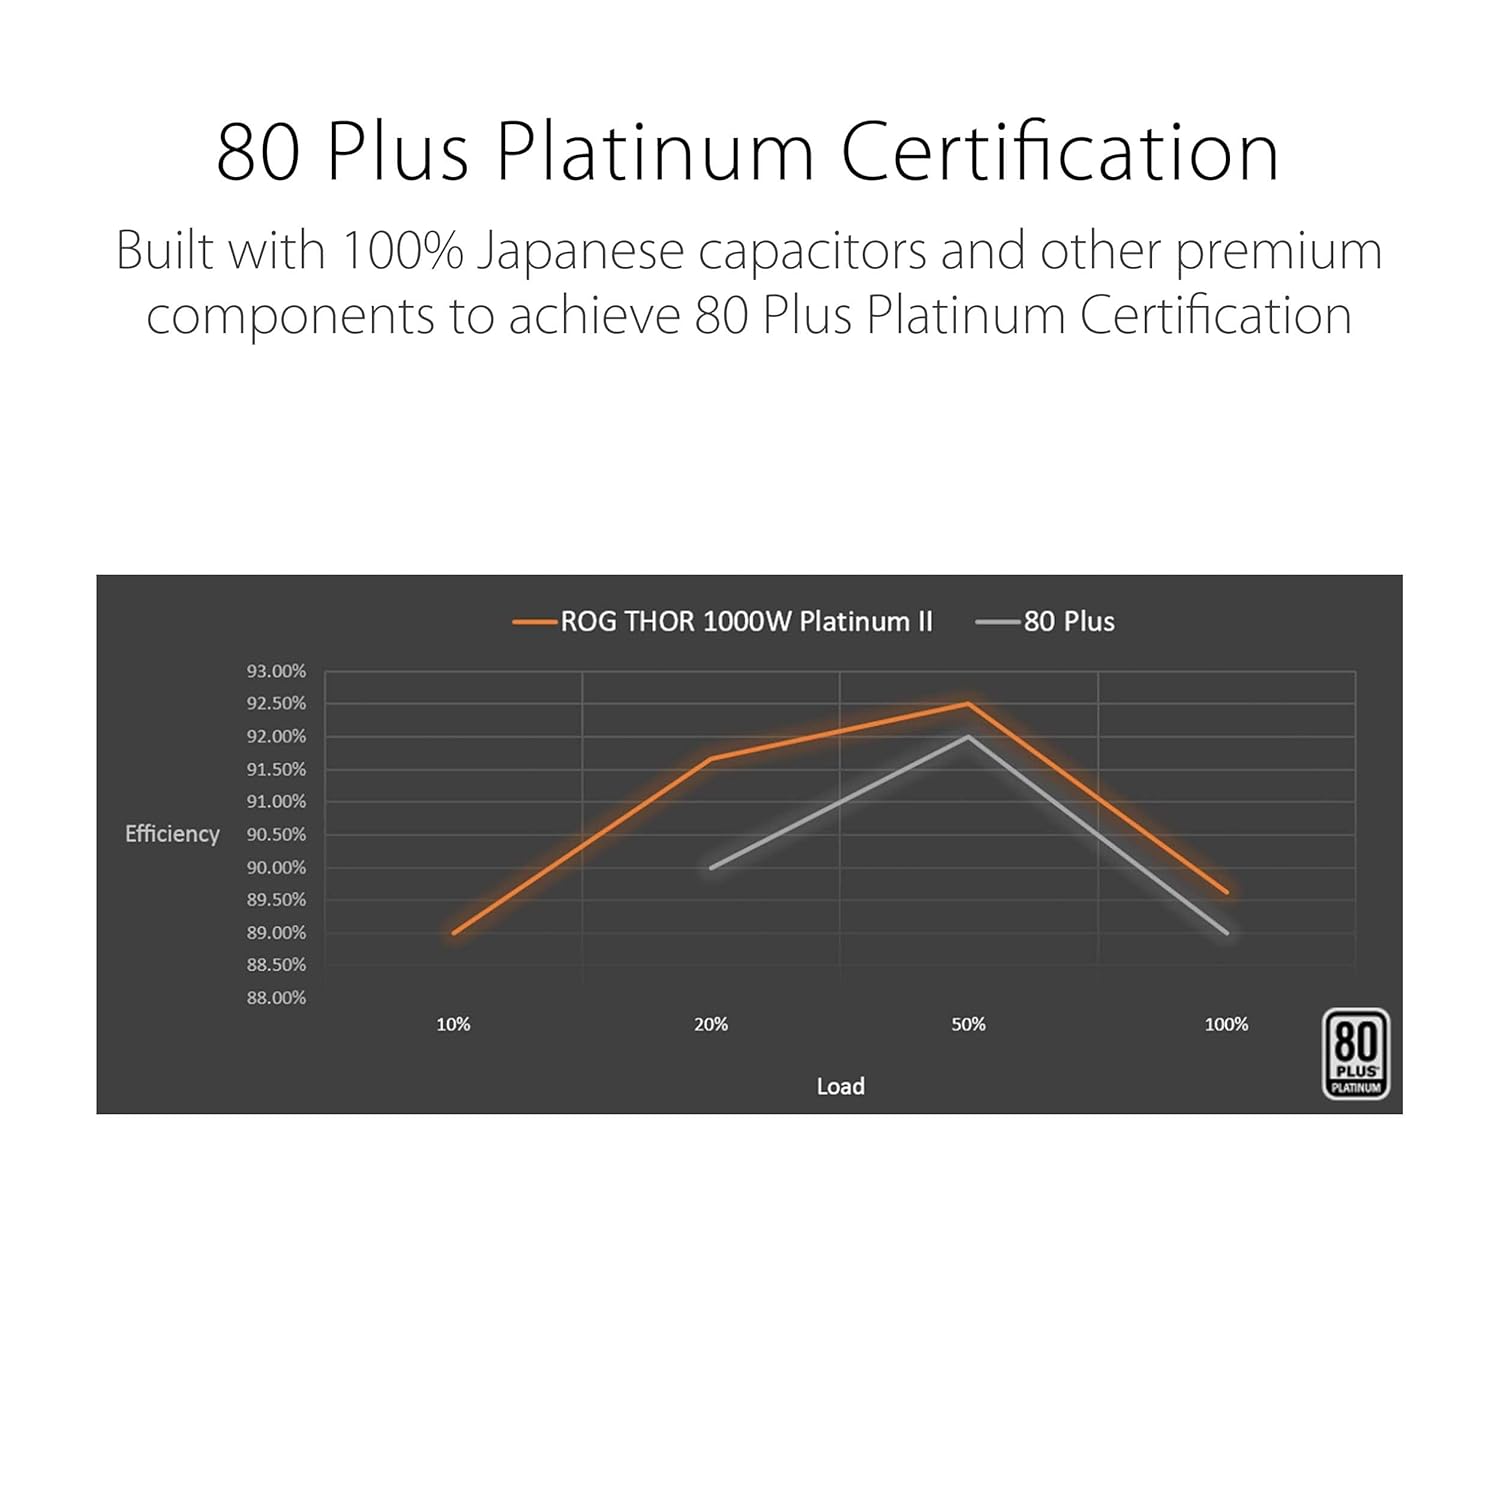 80 Plus Platinum Certification
Built with 100% Japanese capacitors and other premium
components to achieve 80 Plus Platinum Certification
ROG THOR 1000W Platinum II 80 Plus
93.00%
92.50%
92.00%
91.50%
91.00%
Efficiency 90.50%
90.00%
89.50%
89.00%
88.50%
88.00%
10% 20% 50% 100%
Load
80
PLUS
PLATINUM